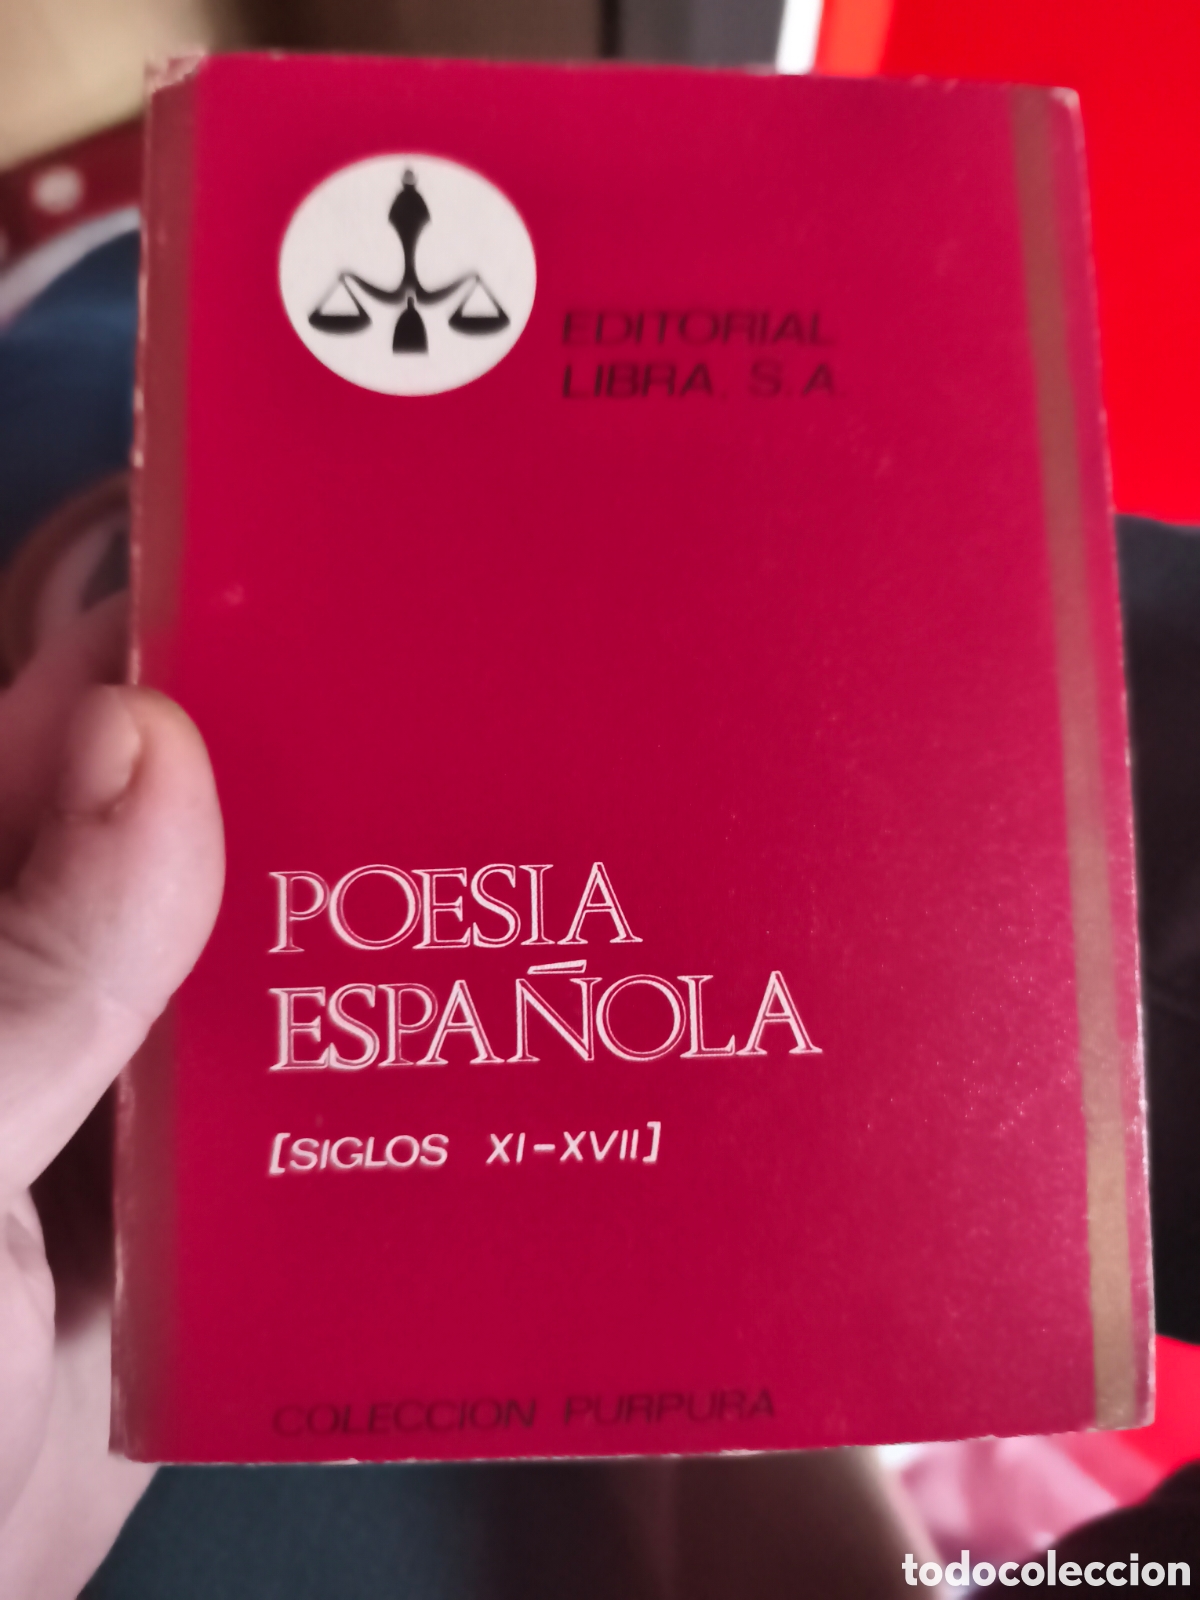 EDITORIAL
LIBRA, S.A.
POESIA
ESPAÑOLA
[SIGLOS XI-XVII]
COLECCION PURPURA
todocoleccion